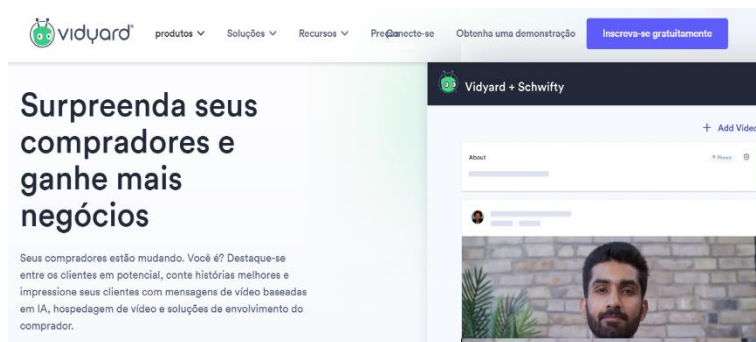 vidyard
produtos
Soluções
Recursos
Conecte-se
Obtenha uma demonstração
Inscreva-se gratuitamente
Surpreenda seus
compradores e
ganhe mais
negócios
Seus compradores estão mudando. Você é? Destaque-se
entre os clientes em potencial, conte histórias melhores e
impressione seus clientes com mensagens de vídeo baseadas
em IA, hospedagem de vídeo e soluções de envolvimento do
comprador.
Vidyard + Schwifty
+ Add Video
About